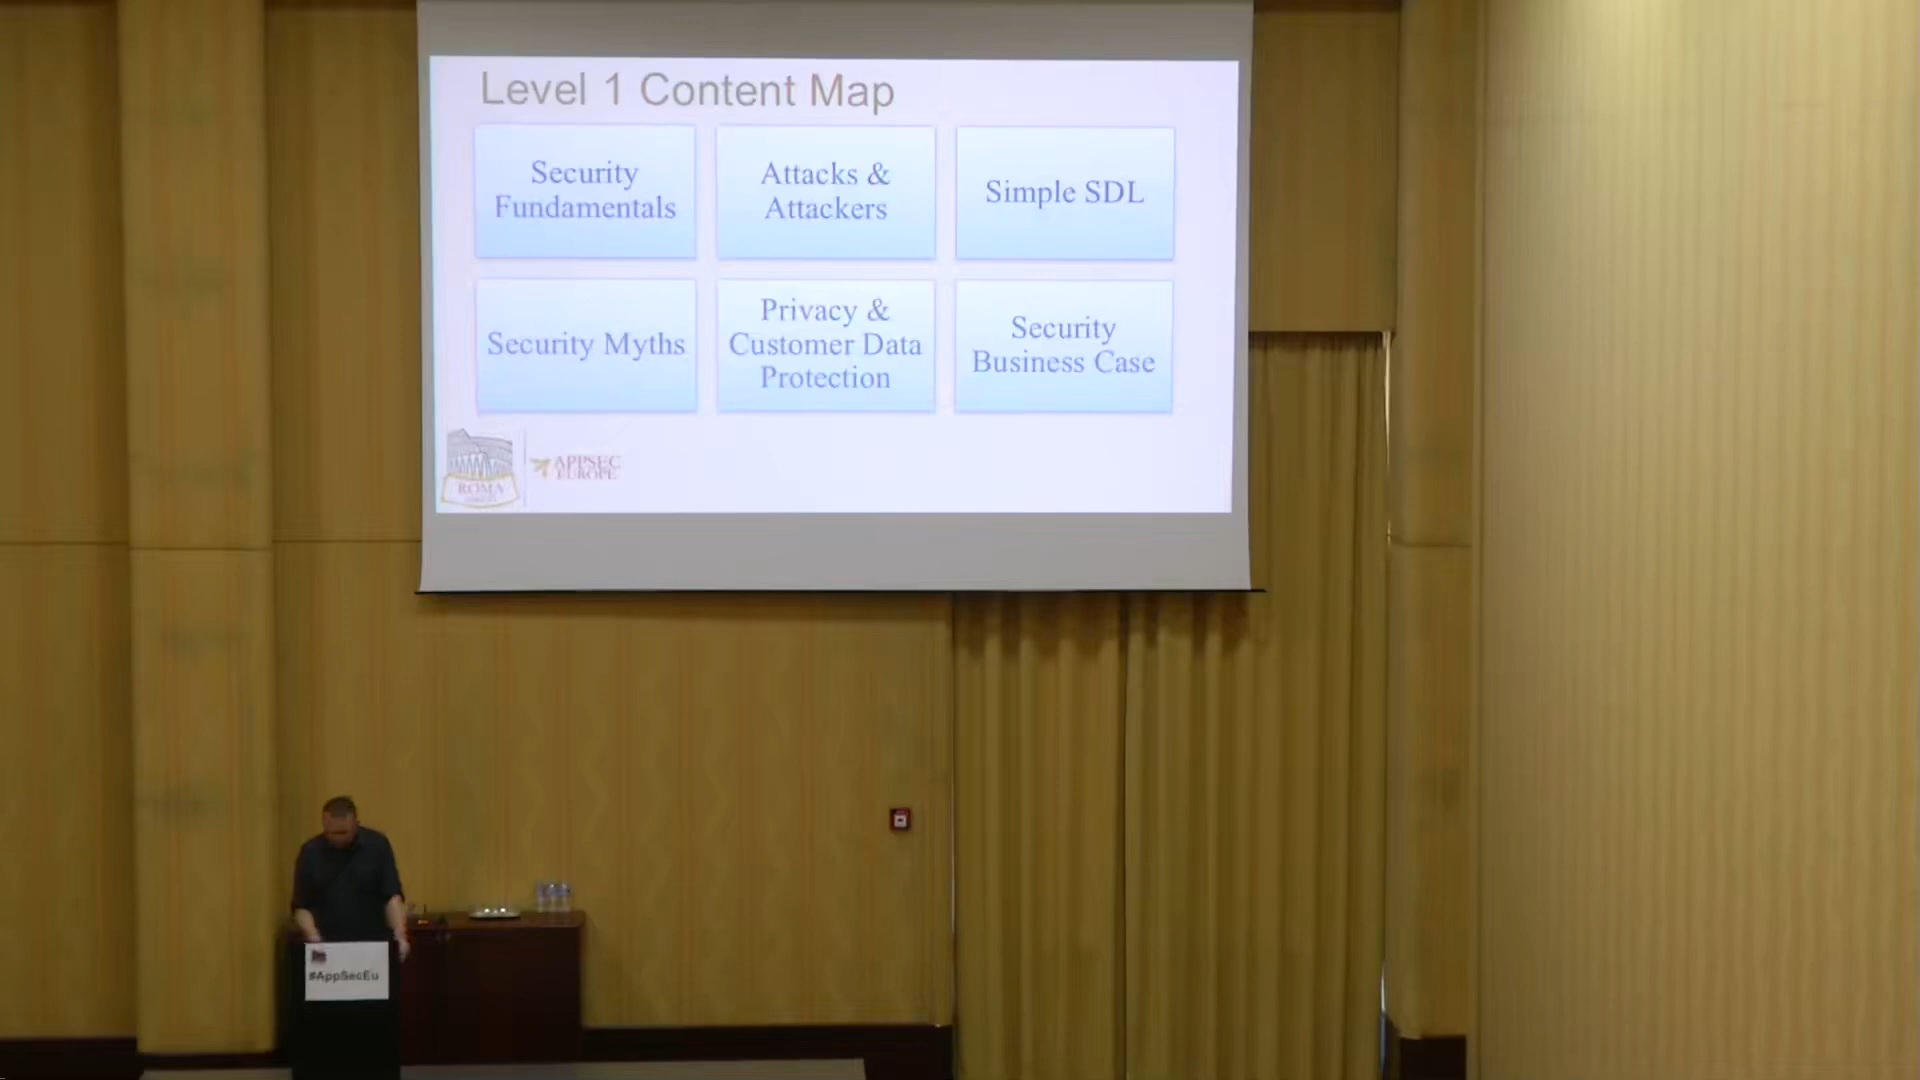 Level 1 Content Map
Security
Fundamentals
Attacks &
Attackers
Simple SDL
Security Myths
Privacy &
Customer Data
Protection
Security
Business Case
ROMA
APPSEC
EUROPE
#AppSecEu